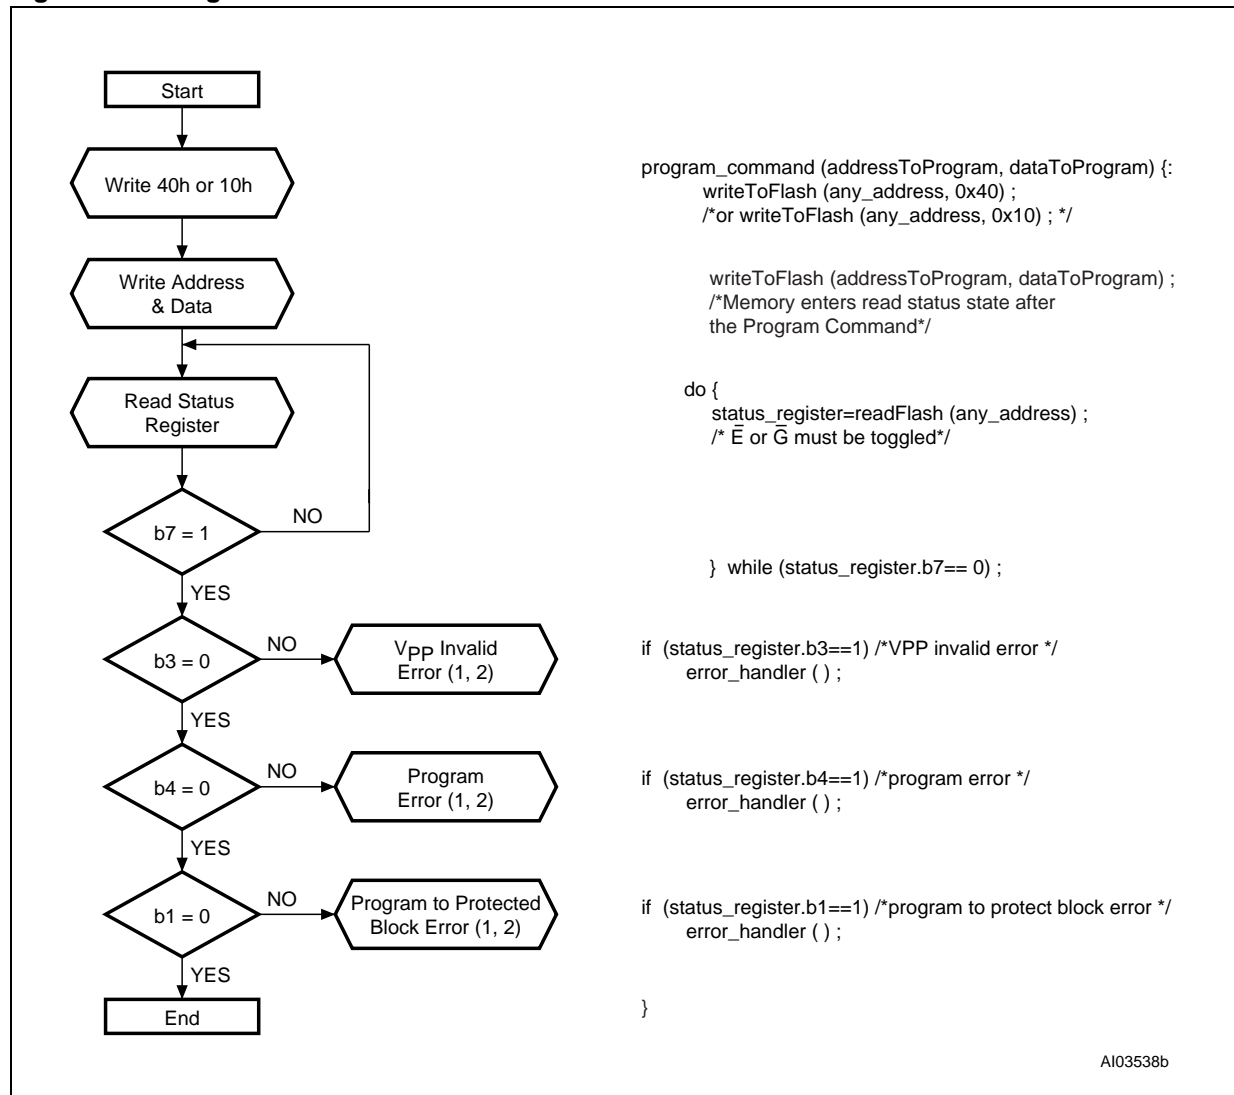 Start
Write 40h or 10h
program_command (addressToProgram, dataToProgram) {:
writeToFlash (any_address, 0x40) ;
/*or writeToFlash (any_address, 0x10) ; */
Write Address
& Data
writeToFlash (addressToProgram, dataToProgram) ;
/*Memory enters read status state after
the Program Command*/
Read Status
Register
do {
status_register=readFlash (any_address) ;
/* E̅ or G̅ must be toggled*/
b7 = 1
NO
YES
} while (status_register.b7== 0) ;
b3 = 0
NO
YES
VPP Invalid
Error (1, 2)
if (status_register.b3==1) /*VPP invalid error */
error_handler ( ) ;
b4 = 0
NO
YES
Program
Error (1, 2)
if (status_register.b4==1) /*program error */
error_handler ( ) ;
b1 = 0
NO
YES
Program to Protected
Block Error (1, 2)
if (status_register.b1==1) /*program to protect block error */
error_handler ( ) ;
End
}
AI03538b